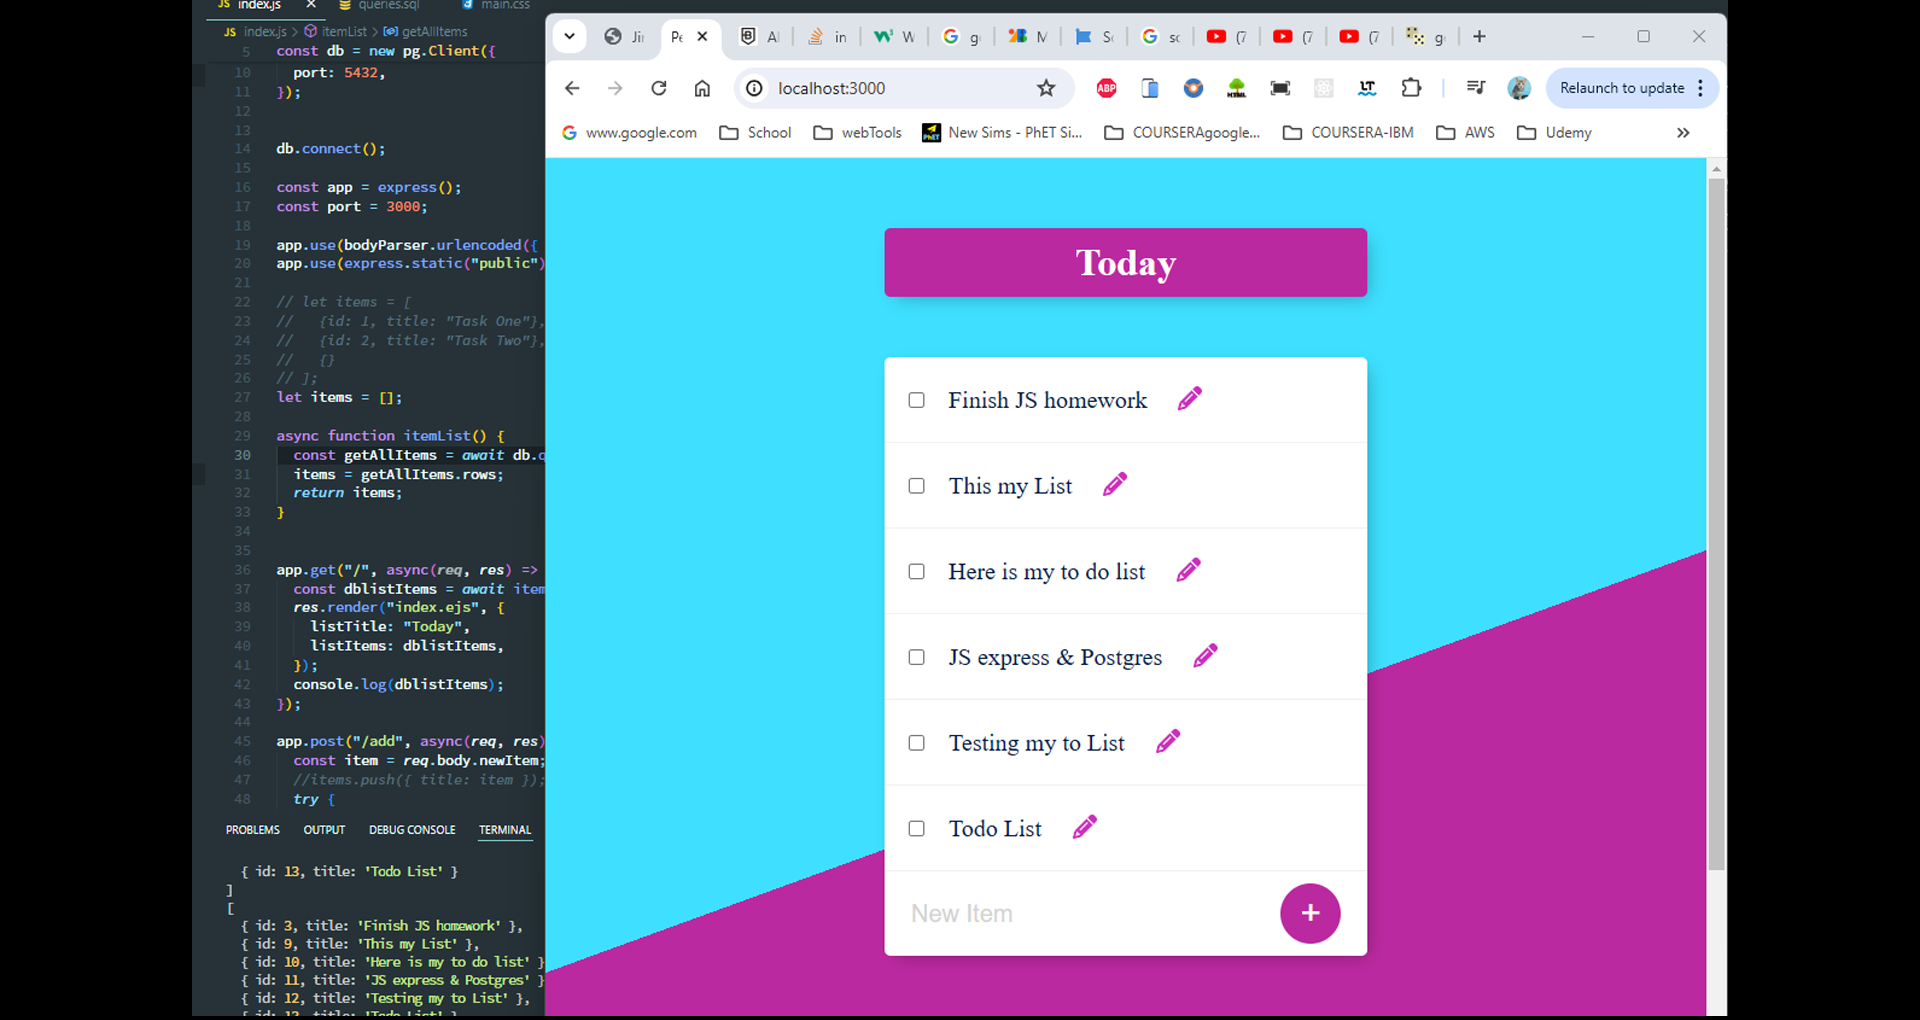 JS index.js × queries.sql main.css
JS index.js > itemList > getAllItems
5 const db = new pg.Client({
10 port: 5432,
11 });
12
13
14 db.connect();
15
16 const app = express();
17 const port = 3000;
18
19 app.use(bodyParser.urlencoded({
20 app.use(express.static("public")
21
22 // let items = [
23 // {id: 1, title: "Task One"},
24 // {id: 2, title: "Task Two"},
25 // {}
26 // ];
27 let items = [];
28
29 async function itemList() {
30 const getAllItems = await db.q
31 items = getAllItems.rows;
32 return items;
33 }
34
35
36 app.get("/", async(req, res) =>
37 const dblistItems = await item
38 res.render("index.ejs", {
39 listTitle: "Today",
40 listItems: dblistItems,
41 });
42 console.log(dblistItems);
43 });
44
45 app.post("/add", async(req, res)
46 const item = req.body.newItem;
47 //items.push({ title: item });
48 try {
PROBLEMS OUTPUT DEBUG CONSOLE TERMINAL
{ id: 13, title: 'Todo List' }
]
[
{ id: 3, title: 'Finish JS homework' },
{ id: 9, title: 'This my List' },
{ id: 10, title: 'Here is my to do list' }
{ id: 11, title: 'JS express & Postgres' }
{ id: 12, title: 'Testing my to List' },
{ id: 13, title: 'Todo List' }
Ji Pe × A in W g M S sc (7 (7 (7 g +
localhost:3000 ABP HTML LT Relaunch to update
www.google.com School webTools PhET New Sims - PhET Si... COURSERAgoogle... COURSERA-IBM AWS Udemy »
Today
Finish JS homework
This my List
Here is my to do list
JS express & Postgres
Testing my to List
Todo List
New Item +